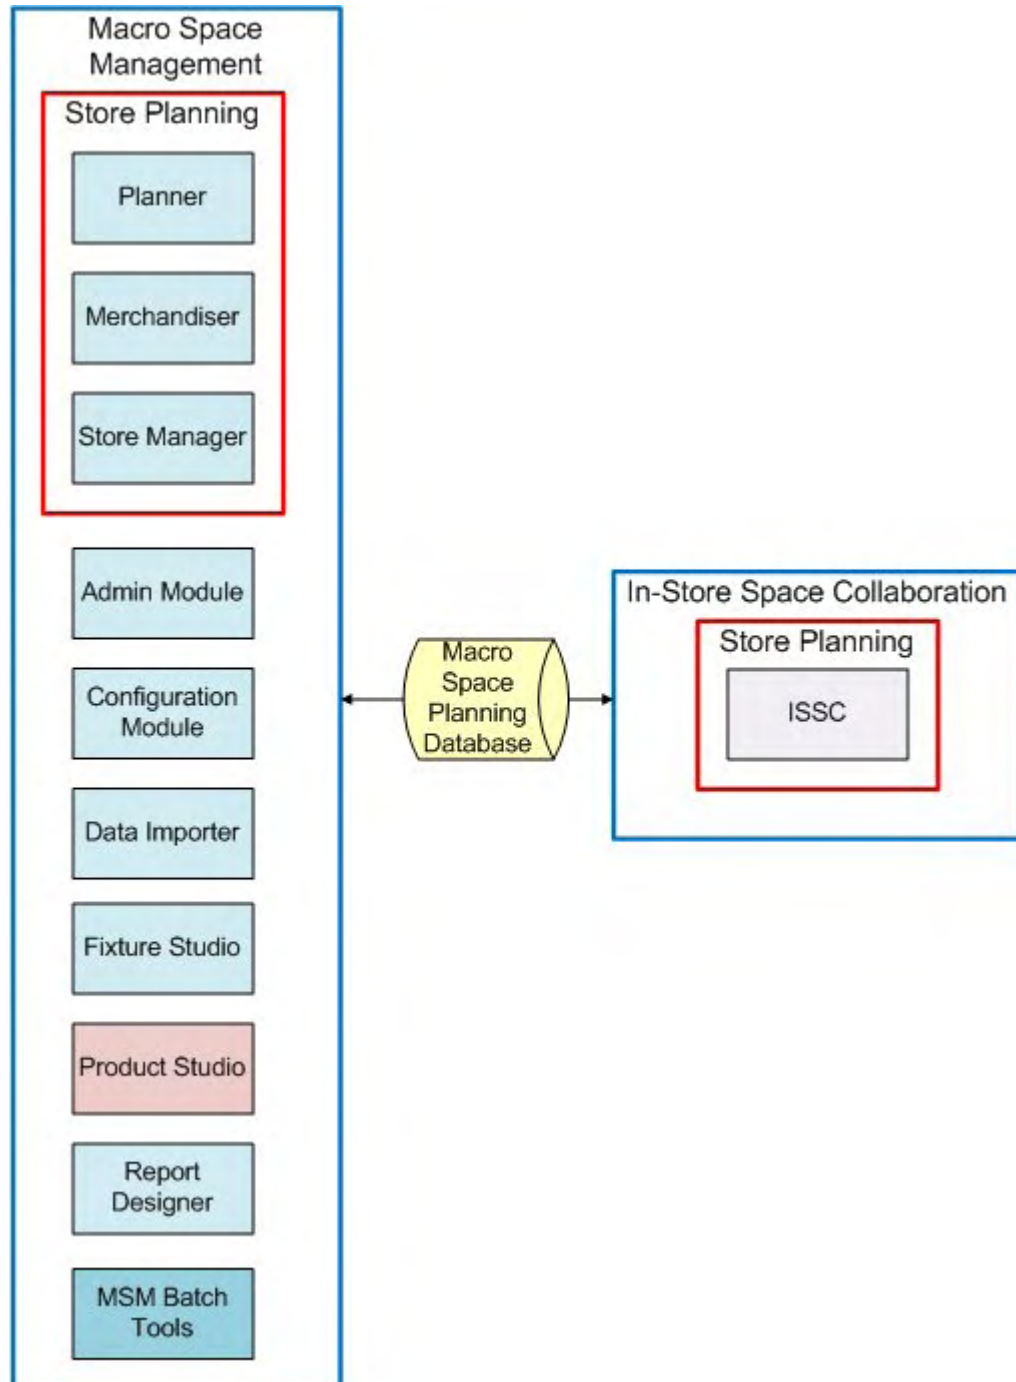 Macro Space
Management
Store Planning
Planner
Merchandiser
Store Manager
Admin Module
Configuration
Module
Data Importer
Fixture Studio
Product Studio
Report
Designer
MSM Batch
Tools
Macro
Space
Planning
Database
In-Store Space Collaboration
Store Planning
ISSC